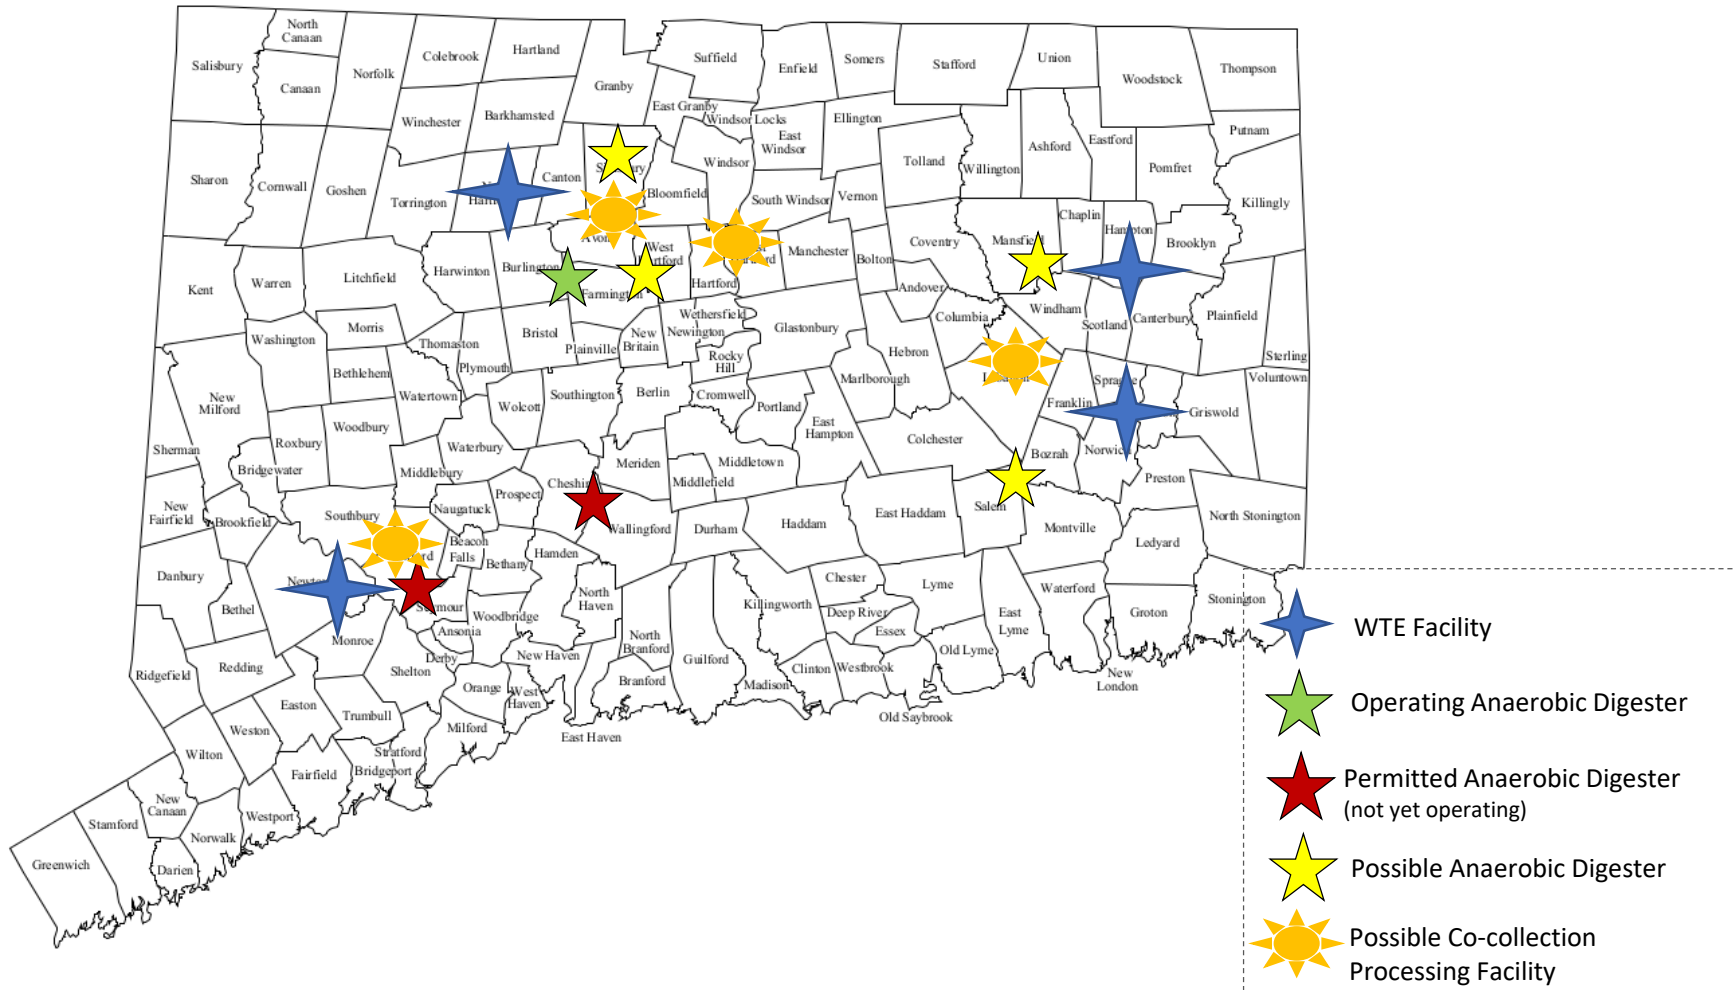 North
Canaan
Salisbury
Canaan
Norfolk
Colebrook
Hartland
Granby
Suffield
Enfield
Somers
Stafford
Union
Woodstock
Thompson
Winchester
Barkhamsted
East Granby
Windsor Locks
East
Windsor
Ellington
Tolland
Willington
Ashford
Eastford
Pomfret
Putnam
Sharon
Cornwall
Goshen
Torrington
Canton
Bloomfield
Windsor
South Windsor
Vernon
Mansfield
Chaplin
Hampton
Brooklyn
Killingly
Kent
Warren
Litchfield
Harwinton
Burlington
Farmington
West
Hartford
Manchester
Bolton
Coventry
Andover
Columbia
Windham
Scotland
Canterbury
Plainfield
Sterling
Voluntown
Washington
Morris
Bethlehem
Thomaston
Plymouth
Watertown
Bristol
Plainville
New
Britain
Newington
Wethersfield
Rocky
Hill
Glastonbury
Marlborough
Hebron
Franklin
Griswold
New
Milford
Roxbury
Woodbury
Waterbury
Wolcott
Southington
Berlin
Cromwell
Portland
East
Hampton
Colchester
Bozrah
Preston
Sherman
Bridgewater
Middlebury
Meriden
Middletown
Middlefield
New
Fairfield
Brookfield
Southbury
Naugatuck
Prospect
Wallingford
Durham
Haddam
East Haddam
Salem
Montville
Ledyard
North Stonington
Danbury
Bethel
Beacon
Falls
Bethany
Hamden
North
Haven
Woodbridge
Ansonia
Derby
Monroe
Shelton
New Haven
North
Branford
Guilford
Killingworth
Chester
Deep River
Essex
Lyme
East
Lyme
Waterford
Groton
Stonington
Ridgefield
Redding
Easton
Trumbull
Orange
West
Haven
Branford
Madison
Clinton
Westbrook
Old Lyme
New
London
Old Saybrook
East Haven
Milford
Stratford
Bridgeport
Fairfield
Weston
Wilton
Westport
Norwalk
New
Canaan
Stamford
Darien
Greenwich
WTE Facility
Operating Anaerobic Digester
Permitted Anaerobic Digester
(not yet operating)
Possible Anaerobic Digester
Possible Co-collection
Processing Facility